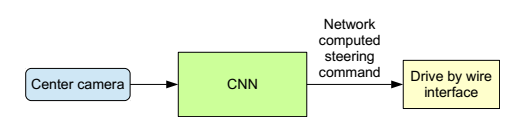 Center camera
CNN
Network
computed
steering
command
Drive by wire
interface